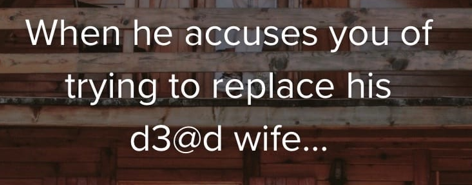 When he accuses you of
trying to replace his
d3@d wife...